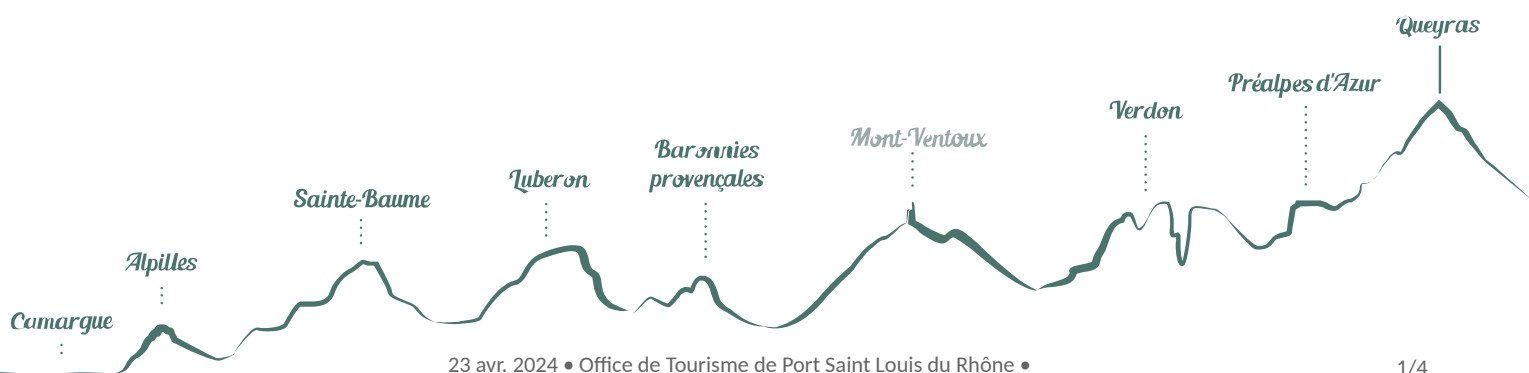 Queyras
Préalpes d'Azur
Verdon
Mont-Ventoux
Baronnies
provençales
Luberon
Sainte-Baume
Alpilles
Camargue
23 avr. 2024 • Office de Tourisme de Port Saint Louis du Rhône •
1/4